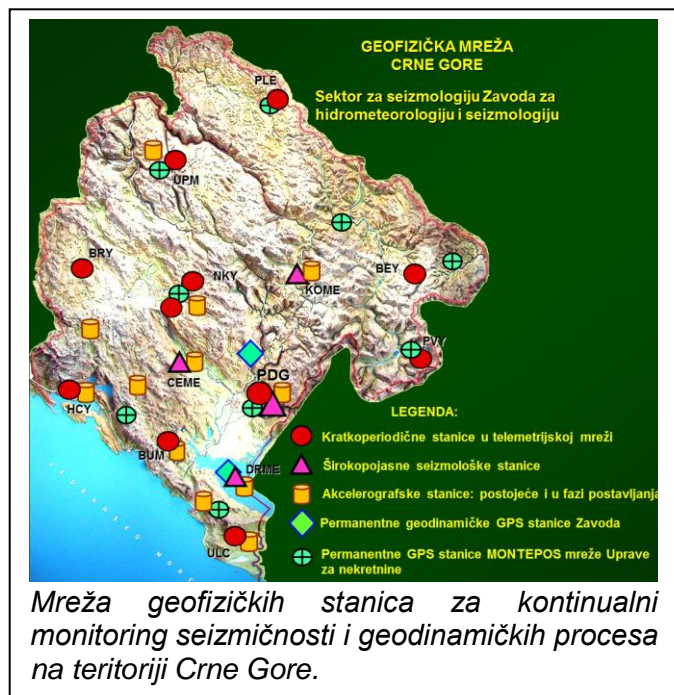 GEOFIZIČKA MREŽA
CRNE GORE
Sektor za seizmologiju Zavoda za
hidrometeorologiju i seizmologiju
PLE
UPM
BRY
NKY
KOME
BEY
PVY
CEME
PDG
HCY
BUM
DRME
ULC
JADRANSKO MORE
LEGENDA:
Kratkoperiodične stanice u telemetrijskoj mreži
Širokopojasne seizmološke stanice
Akcelerografske stanice: postojeće i u fazi postavljanja
Permanentne geodinamičke GPS stanice Zavoda
Permanentne GPS stanice MONTEPOS mreže Uprave
za nekretnine
Mreža geofizičkih stanica za kontinualni
monitoring seizmičnosti i geodinamičkih procesa
na teritoriji Crne Gore.